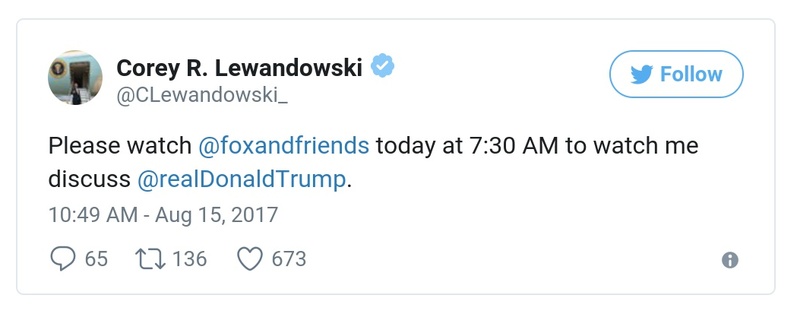 Corey R. Lewandowski
Follow
@CLewandowski_
Please watch @foxandfriends today at 7:30 AM to watch me
discuss @realDonaldTrump.
10:49 AM - Aug 15, 2017
65 136 673